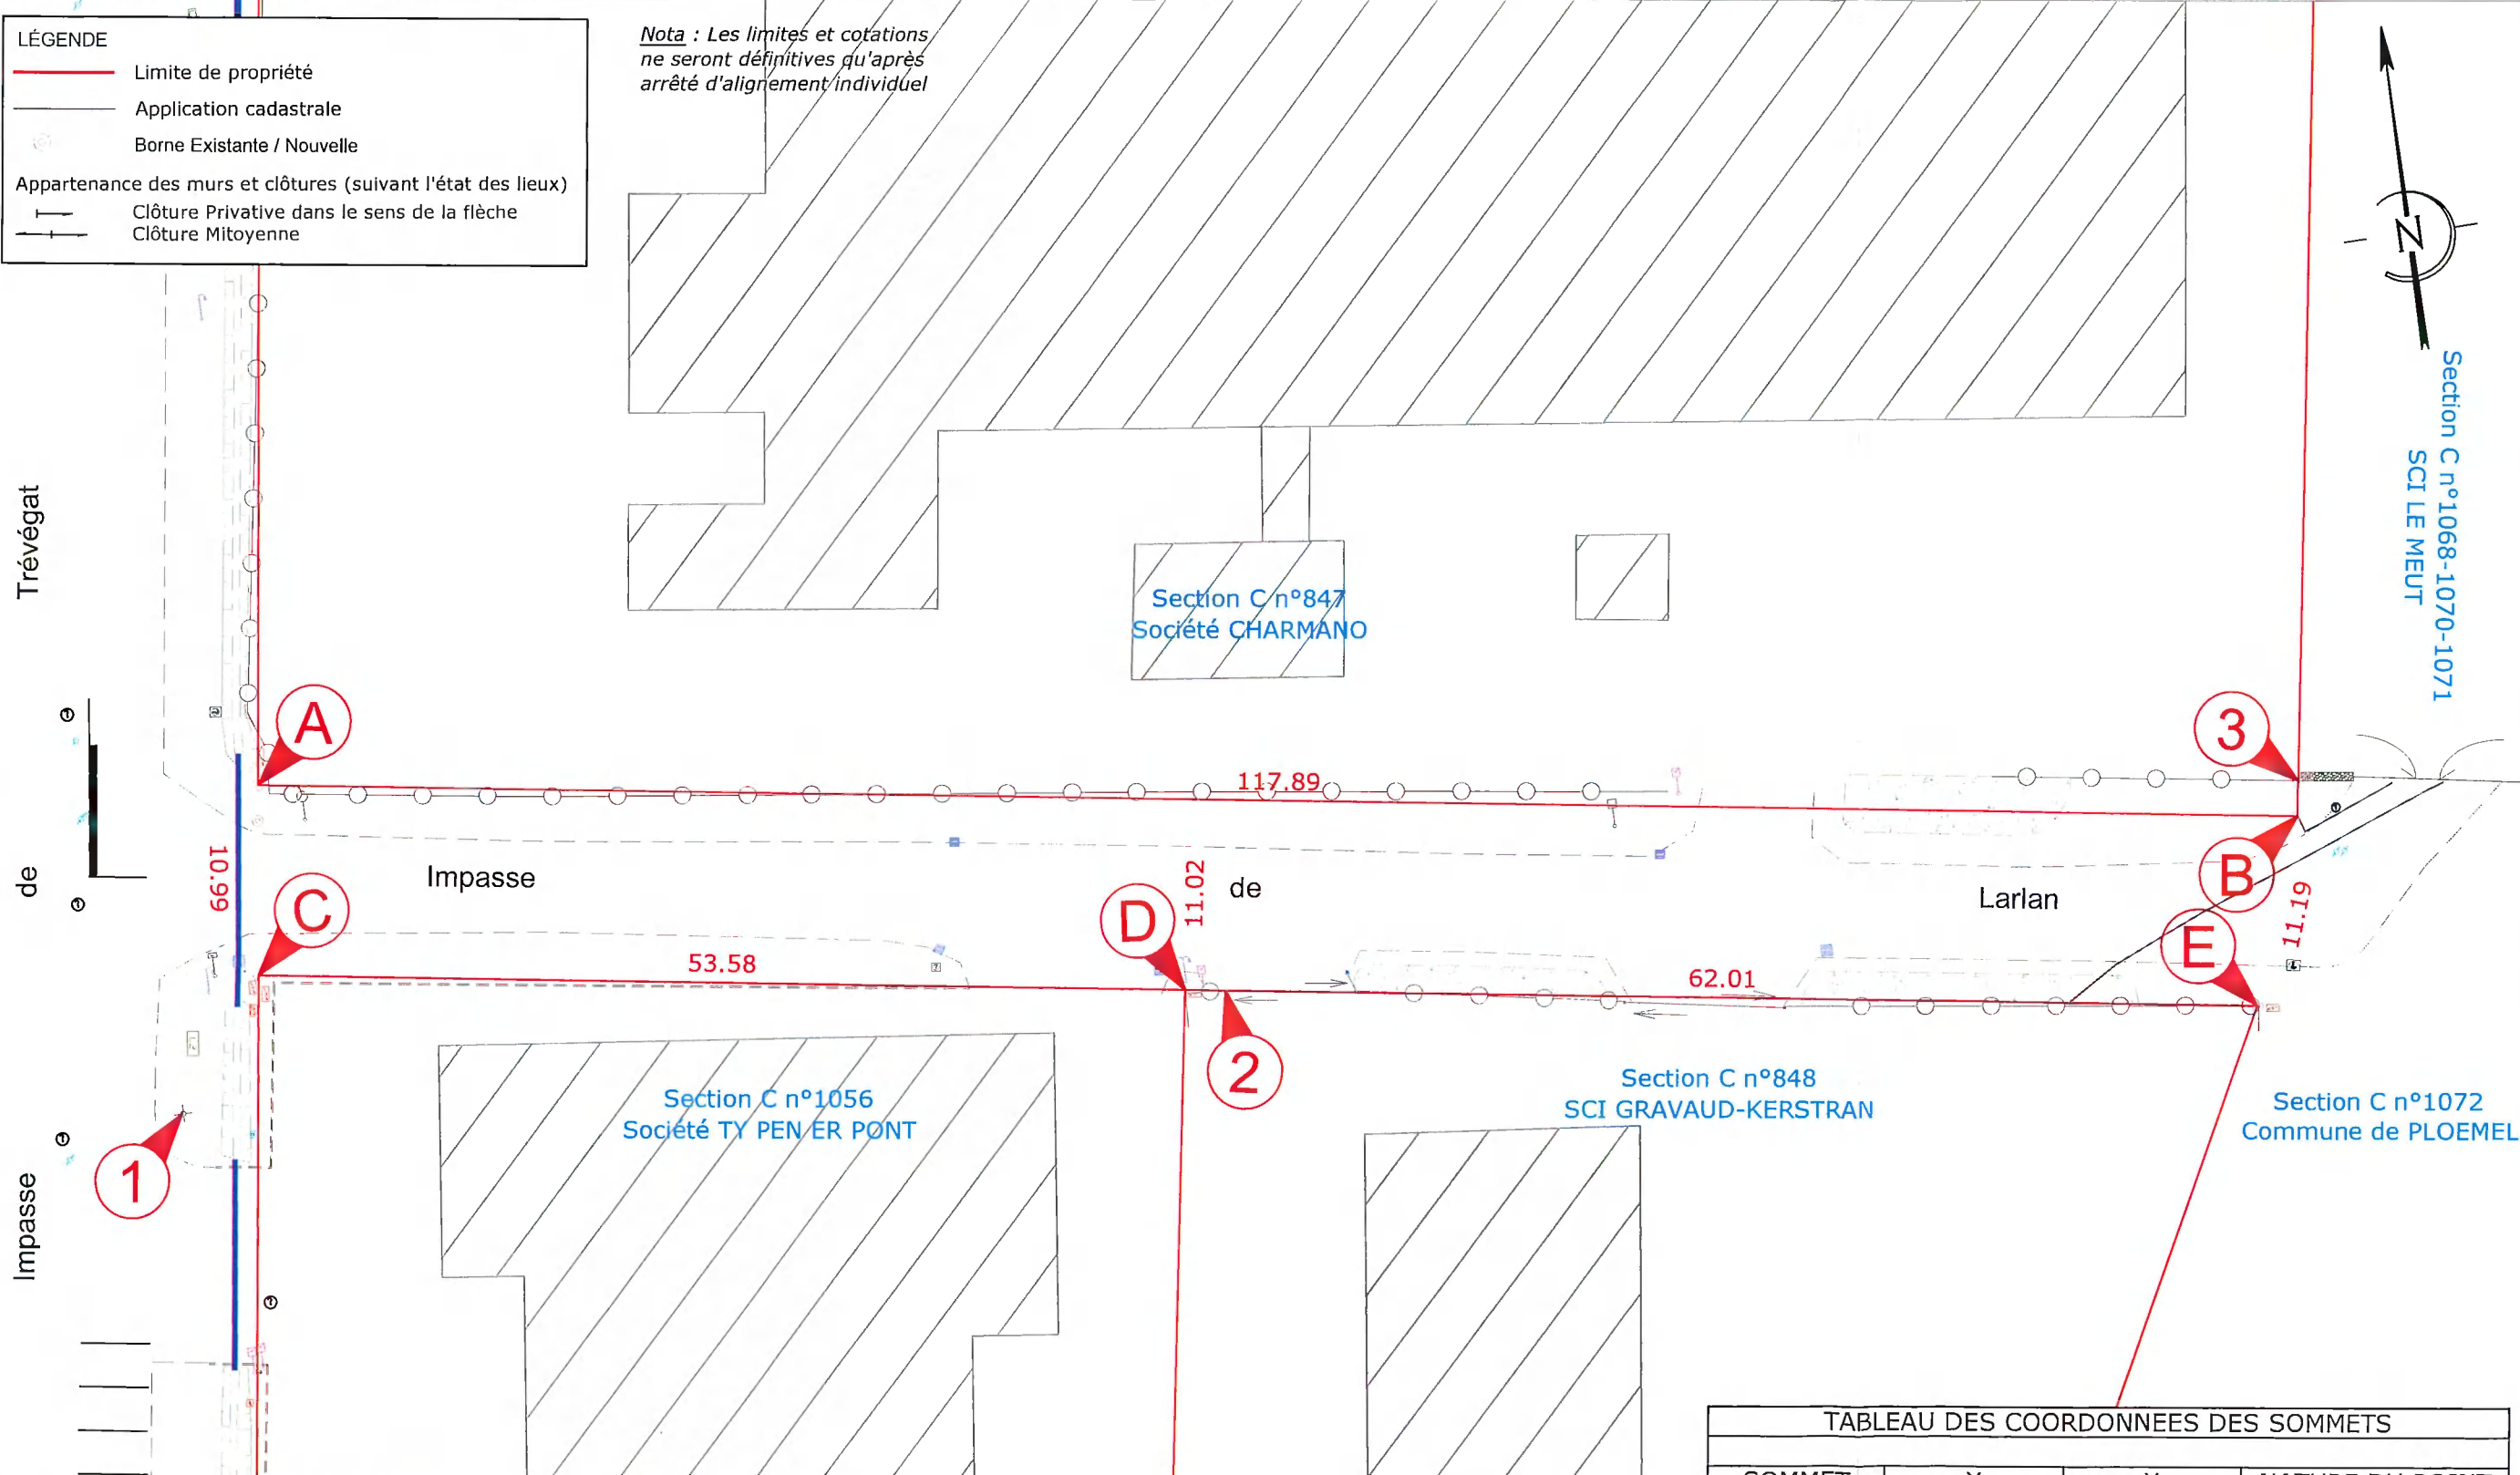 LÉGENDE
Limite de propriété
Application cadastrale
Borne Existante / Nouvelle
Appartenance des murs et clôtures (suivant l'état des lieux)
Clôture Privative dans le sens de la flèche
Clôture Mitoyenne
Nota : Les limites et cotations
ne seront définitives qu'après
arrêté d'alignement individuel
N
Section C n°1068-1070-1071
SCI LE MEUT
Trévégat
de
Impasse
Section C n°847
Société CHARMANO
A
3
117.89
10.99
Impasse
de
Larlan
B
C
D
11.02
E
11.19
53.58
62.01
2
1
Section C n°1056
Société TY PEN ER PONT
Section C n°848
SCI GRAVAUD-KERSTRAN
Section C n°1072
Commune de PLOEMEL
TABLEAU DES COORDONNEES DES SOMMETS